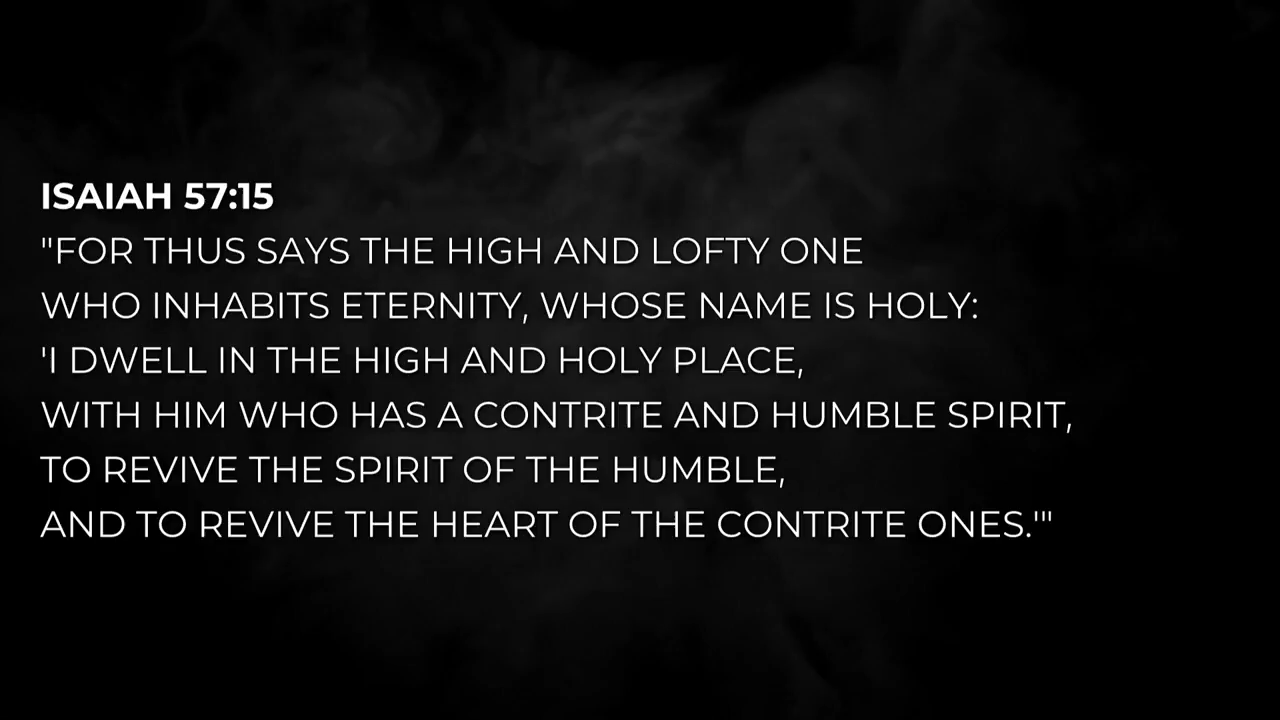 ISAIAH 57:15
"FOR THUS SAYS THE HIGH AND LOFTY ONE
WHO INHABITS ETERNITY, WHOSE NAME IS HOLY:
'I DWELL IN THE HIGH AND HOLY PLACE,
WITH HIM WHO HAS A CONTRITE AND HUMBLE SPIRIT,
TO REVIVE THE SPIRIT OF THE HUMBLE,
AND TO REVIVE THE HEART OF THE CONTRITE ONES.'"